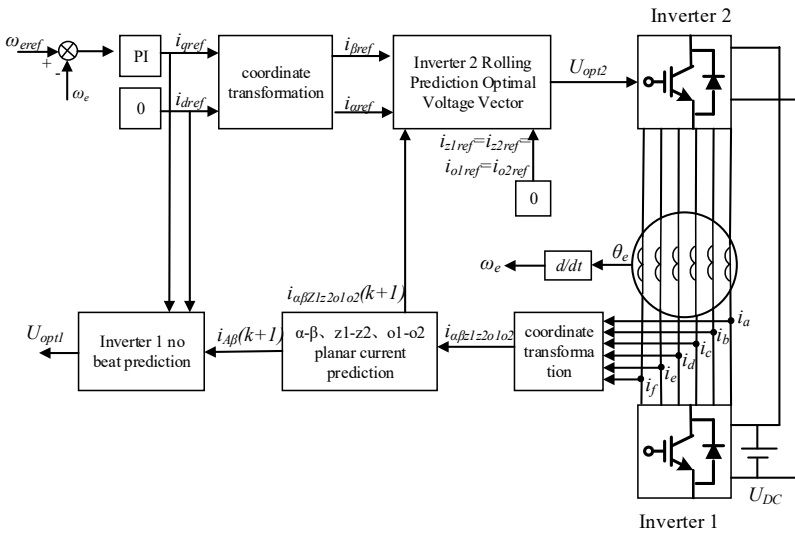 Inverter 2
ω_eref
+
-
ω_e
PI
i_qref
0
i_dref
coordinate
transformation
i_βref
i_αref
Inverter 2 Rolling
Prediction Optimal
Voltage Vector
U_opt2
i_z1ref=i_z2ref=
i_o1ref=i_o2ref
0
ω_e
d/dt
θ_e
i_αβZ1z2o1o2(k+1)
U_opt1
Inverter 1 no
beat prediction
i_Aβ(k+1)
α-β、z1-z2、o1-o2
planar current
prediction
i_αβz1z2o1o2
coordinate
transforma
tion
i_a
i_b
i_c
i_d
i_e
i_f
U_DC
Inverter 1